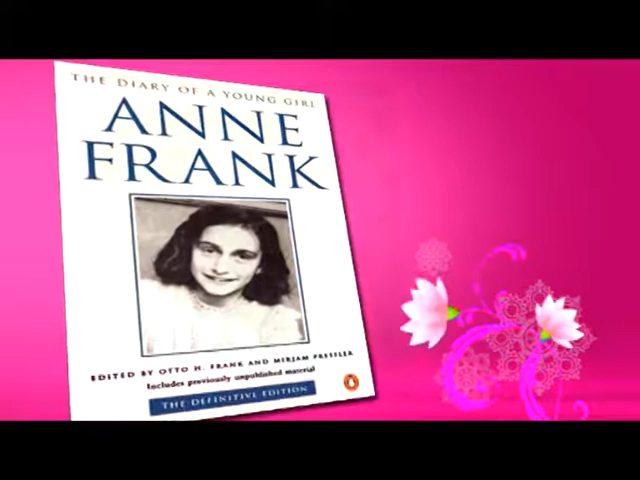 THE DIARY OF A YOUNG GIRL
ANNE
FRANK
EDITED BY OTTO H. FRANK AND MIRJAM PRESSLER
Includes previously unpublished material
THE DEFINITIVE EDITION